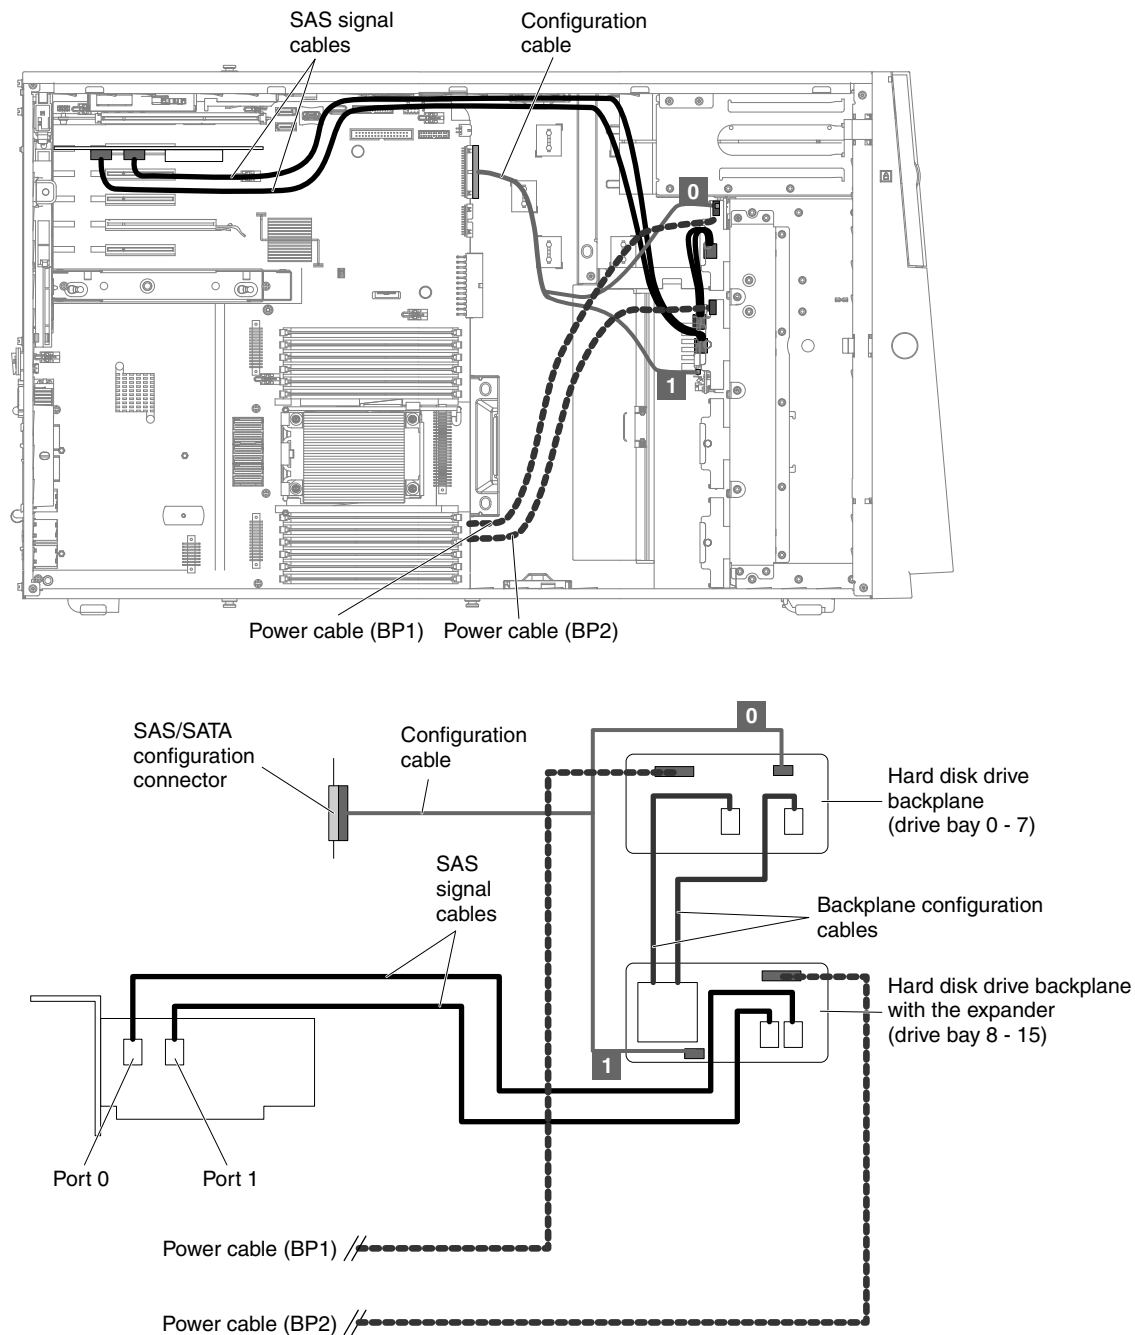 SAS signal
cables
Configuration
cable
0
1
Power cable (BP1)
Power cable (BP2)
0
SAS/SATA
configuration
connector
Configuration
cable
Hard disk drive
backplane
(drive bay 0 - 7)
SAS
signal
cables
Backplane configuration
cables
Hard disk drive backplane
with the expander
(drive bay 8 - 15)
1
Port 0
Port 1
Power cable (BP1)
Power cable (BP2)